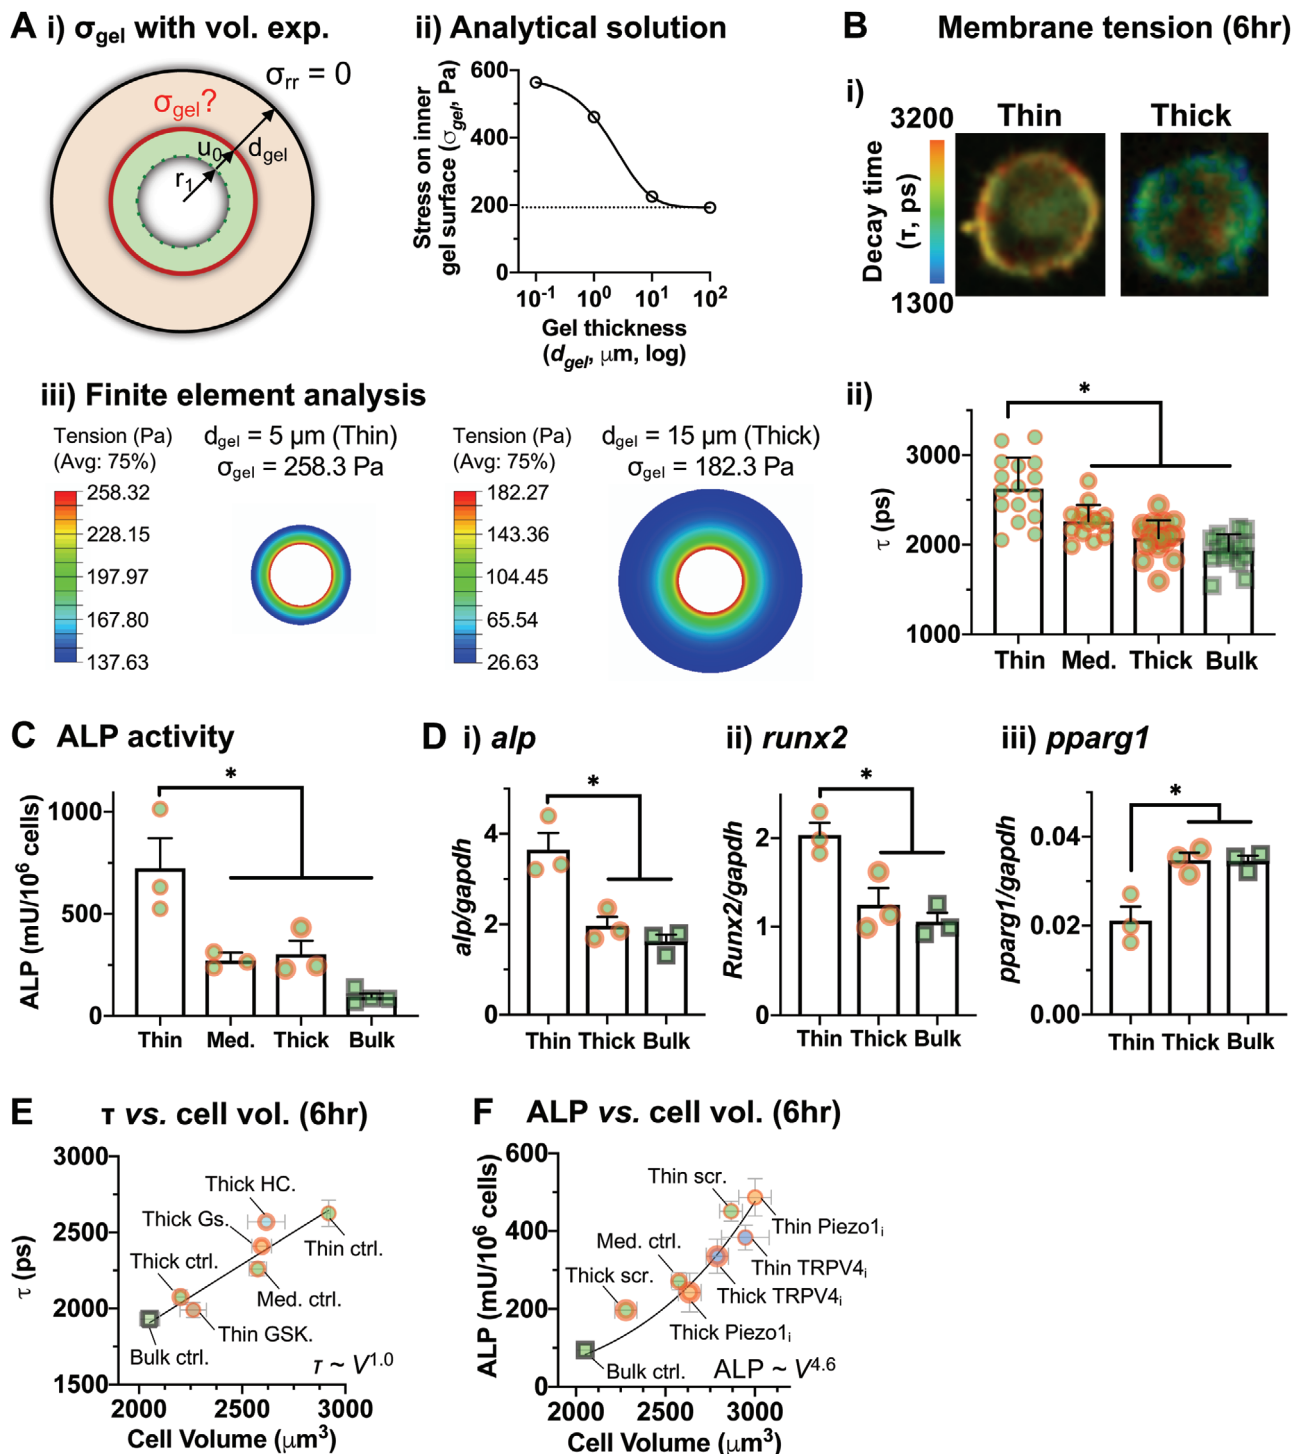 A i) σgel with vol. exp.
σrr = 0
σgel?
u0
dgel
r1
ii) Analytical solution
Stress on inner
gel surface (σgel, Pa)
600
400
200
0
10-1
100
101
102
Gel thickness
(dgel, μm, log)
B Membrane tension (6hr)
i)
Thin
Thick
3200
Decay time
(τ, ps)
1300
iii) Finite element analysis
Tension (Pa)
(Avg: 75%)
dgel = 5 μm (Thin)
σgel = 258.3 Pa
258.32
228.15
197.97
167.80
137.63
Tension (Pa)
(Avg: 75%)
dgel = 15 μm (Thick)
σgel = 182.3 Pa
182.27
143.36
104.45
65.54
26.63
ii)
*
τ (ps)
3000
2000
1000
Thin
Med.
Thick
Bulk
C ALP activity
*
ALP (mU/106 cells)
1000
500
0
Thin
Med.
Thick
Bulk
D i) alp
*
alp/gapdh
4
2
0
Thin
Thick
Bulk
ii) runx2
*
Runx2/gapdh
2
1
0
Thin
Thick
Bulk
iii) pparg1
*
pparg1/gapdh
0.04
0.02
0.00
Thin
Thick
Bulk
E τ vs. cell vol. (6hr)
τ (ps)
3000
2500
2000
1500
Thick HC.
Thick Gs.
Thin ctrl.
Thick ctrl.
Med. ctrl.
Thin GSK.
Bulk ctrl.
τ ~ V1.0
2000
2500
3000
Cell Volume (μm3)
F ALP vs. cell vol. (6hr)
ALP (mU/106 cells)
600
400
200
0
Thin scr.
Thin Piezo1i
Med. ctrl.
Thin TRPV4i
Thick scr.
Thick TRPV4i
Thick Piezo1i
Bulk ctrl.
ALP ~ V4.6
2000
2500
3000
Cell Volume (μm3)